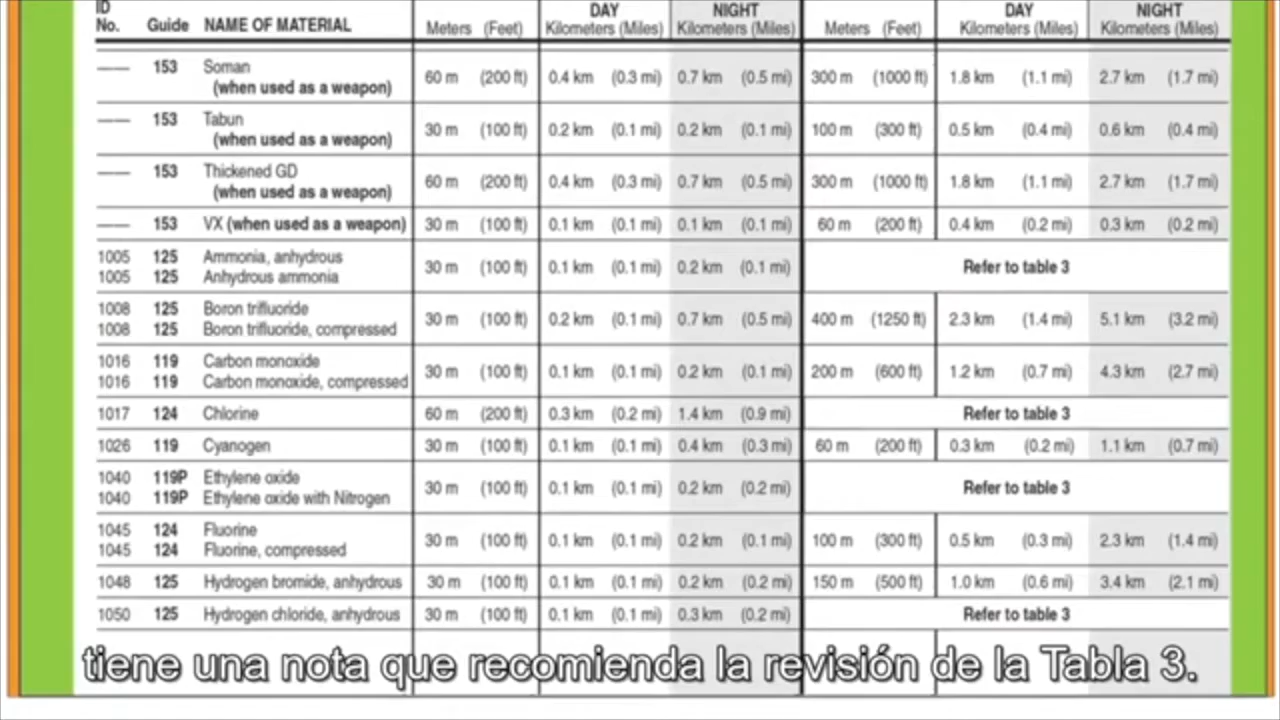 ID
No. Guide NAME OF MATERIAL Meters (Feet) DAY Kilometers (Miles) NIGHT Kilometers (Miles) Meters (Feet) DAY Kilometers (Miles) NIGHT Kilometers (Miles)
—— 153 Soman 60 m (200 ft) 0.4 km (0.3 mi) 0.7 km (0.5 mi) 300 m (1000 ft) 1.8 km (1.1 mi) 2.7 km (1.7 mi)
(when used as a weapon)
—— 153 Tabun 30 m (100 ft) 0.2 km (0.1 mi) 0.2 km (0.1 mi) 100 m (300 ft) 0.5 km (0.4 mi) 0.6 km (0.4 mi)
(when used as a weapon)
—— 153 Thickened GD 60 m (200 ft) 0.4 km (0.3 mi) 0.7 km (0.5 mi) 300 m (1000 ft) 1.8 km (1.1 mi) 2.7 km (1.7 mi)
(when used as a weapon)
—— 153 VX (when used as a weapon) 30 m (100 ft) 0.1 km (0.1 mi) 0.1 km (0.1 mi) 60 m (200 ft) 0.4 km (0.2 mi) 0.3 km (0.2 mi)
1005 125 Ammonia, anhydrous 30 m (100 ft) 0.1 km (0.1 mi) 0.2 km (0.1 mi) Refer to table 3
1005 125 Anhydrous ammonia
1008 125 Boron trifluoride 30 m (100 ft) 0.2 km (0.1 mi) 0.7 km (0.5 mi) 400 m (1250 ft) 2.3 km (1.4 mi) 5.1 km (3.2 mi)
1008 125 Boron trifluoride, compressed
1016 119 Carbon monoxide 30 m (100 ft) 0.1 km (0.1 mi) 0.2 km (0.1 mi) 200 m (600 ft) 1.2 km (0.7 mi) 4.3 km (2.7 mi)
1016 119 Carbon monoxide, compressed
1017 124 Chlorine 60 m (200 ft) 0.3 km (0.2 mi) 1.4 km (0.9 mi) Refer to table 3
1026 119 Cyanogen 30 m (100 ft) 0.1 km (0.1 mi) 0.4 km (0.3 mi) 60 m (200 ft) 0.3 km (0.2 mi) 1.1 km (0.7 mi)
1040 119P Ethylene oxide 30 m (100 ft) 0.1 km (0.1 mi) 0.2 km (0.2 mi) Refer to table 3
1040 119P Ethylene oxide with Nitrogen
1045 124 Fluorine 30 m (100 ft) 0.1 km (0.1 mi) 0.2 km (0.1 mi) 100 m (300 ft) 0.5 km (0.3 mi) 2.3 km (1.4 mi)
1045 124 Fluorine, compressed
1048 125 Hydrogen bromide, anhydrous 30 m (100 ft) 0.1 km (0.1 mi) 0.2 km (0.2 mi) 150 m (500 ft) 1.0 km (0.6 mi) 3.4 km (2.1 mi)
1050 125 Hydrogen chloride, anhydrous 30 m (100 ft) 0.1 km (0.1 mi) 0.3 km (0.2 mi) Refer to table 3
tiene una nota que recomienda la revisión de la Tabla 3.